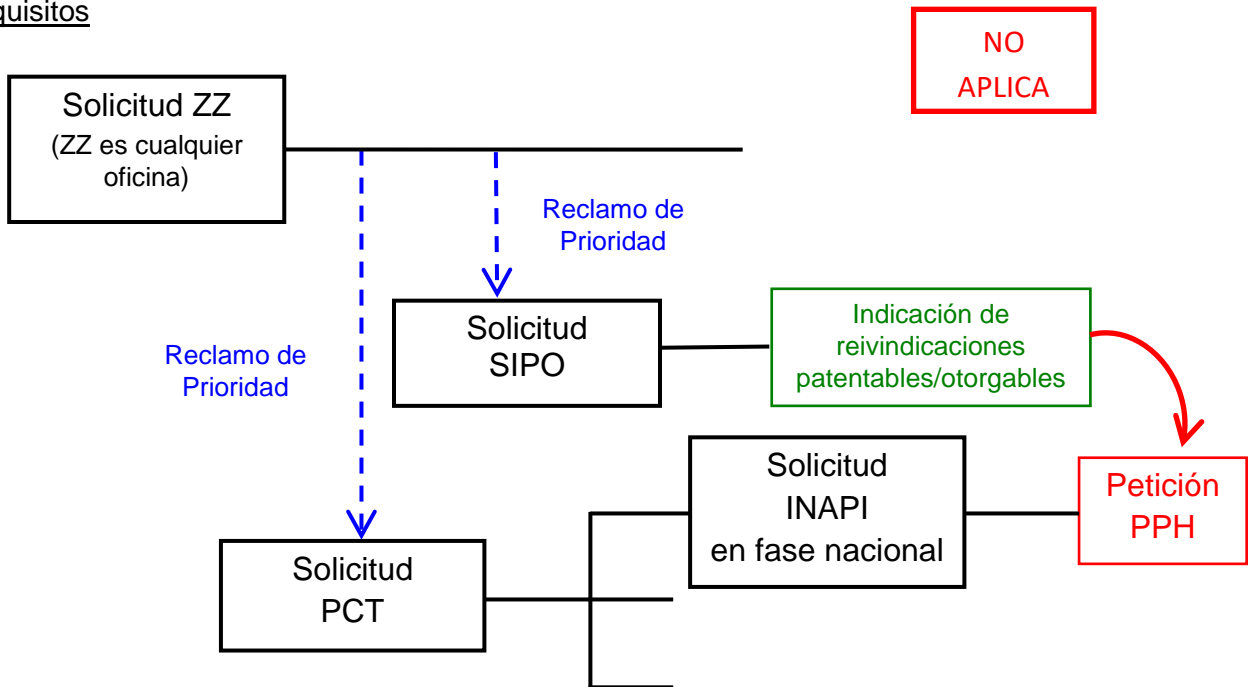 quisitos
NO
APLICA
Solicitud ZZ
(ZZ es cualquier
oficina)
Reclamo de
Prioridad
Solicitud
SIPO
Indicación de
reivindicaciones
patentables/otorgables
Reclamo de
Prioridad
Solicitud
INAPI
en fase nacional
Petición
PPH
Solicitud
PCT